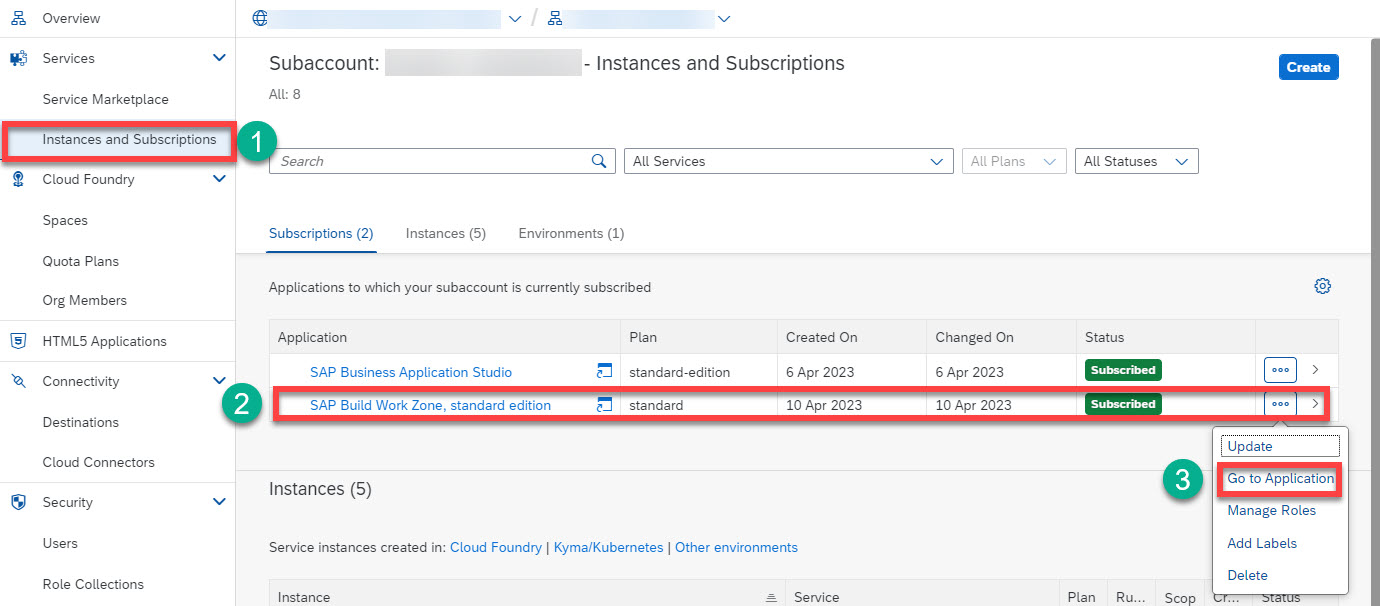 Overview
Services
Service Marketplace
Instances and Subscriptions
1
Cloud Foundry
Spaces
Quota Plans
Org Members
HTML5 Applications
Connectivity
Destinations
Cloud Connectors
Security
Users
Role Collections
/
Subaccount: - Instances and Subscriptions
Create
All: 8
Search
All Services
All Plans
All Statuses
Subscriptions (2) Instances (5) Environments (1)
Applications to which your subaccount is currently subscribed
Application Plan Created On Changed On Status
SAP Business Application Studio standard-edition 6 Apr 2023 6 Apr 2023 Subscribed
2
SAP Build Work Zone, standard edition standard 10 Apr 2023 10 Apr 2023 Subscribed
Update
3
Go to Application
Manage Roles
Add Labels
Delete
Instances (5)
Service instances created in: Cloud Foundry | Kyma/Kubernetes | Other environments
Instance Service Plan Ru... Scop Cr... Status